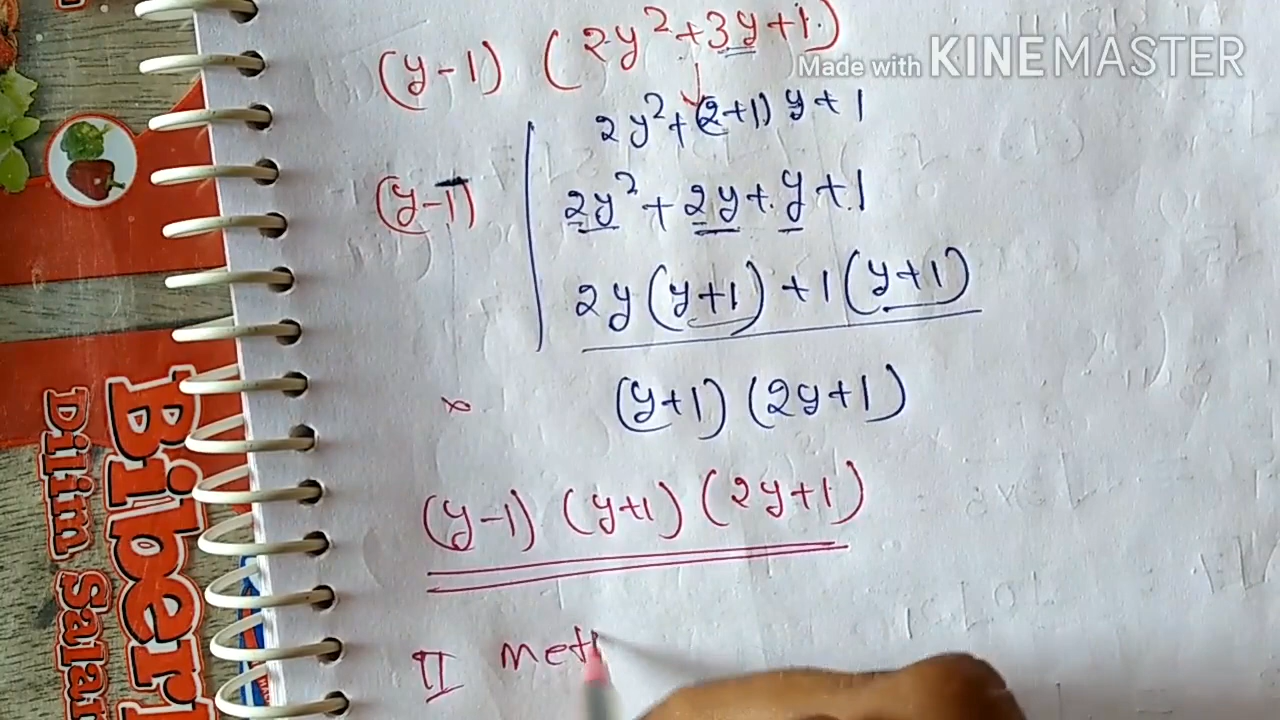 (y-1) (2y²+3y+1)
Made with KINEMASTER
2y²+(2+1)y+1
(y-1) 2y²+2y+y+1
2y(y+1)+1(y+1)
× (y+1)(2y+1)
(y-1)(y+1)(2y+1)
II met
Biber
Dilim Salat